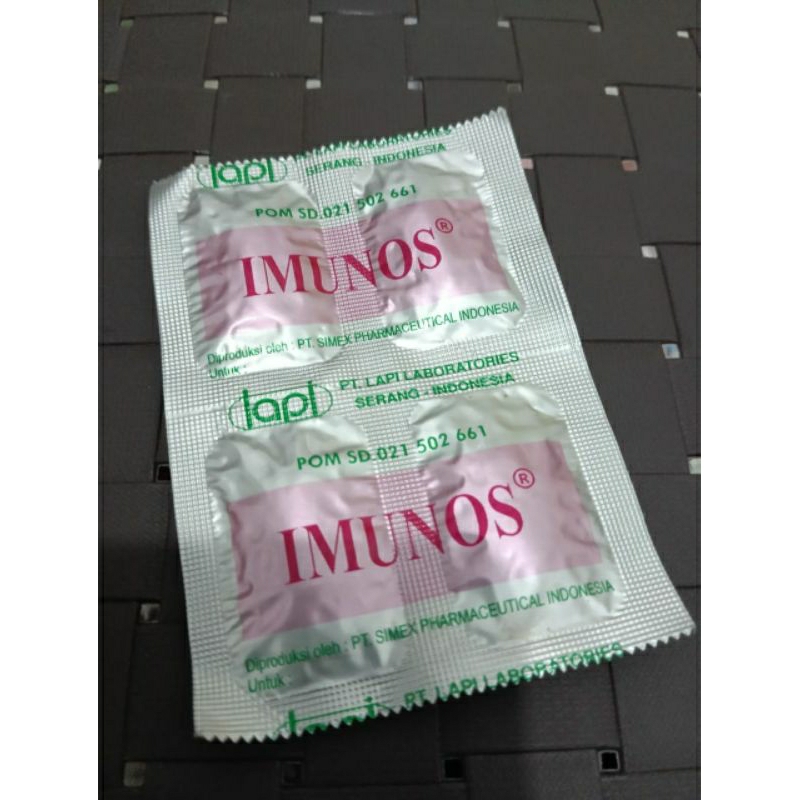 lapi LABORATORIES
SERANG - INDONESIA
POM SD.021 502 661
IMUNOS®
Diproduksi oleh : PT. SIMEX PHARMACEUTICAL INDONESIA
Untuk :
lapi PT. LAPI LABORATORIES
SERANG - INDONESIA
POM SD.021 502 661
IMUNOS®
Diproduksi oleh : PT. SIMEX PHARMACEUTICAL INDONESIA
Untuk :
lapi PT. LAPI LABORATORIES